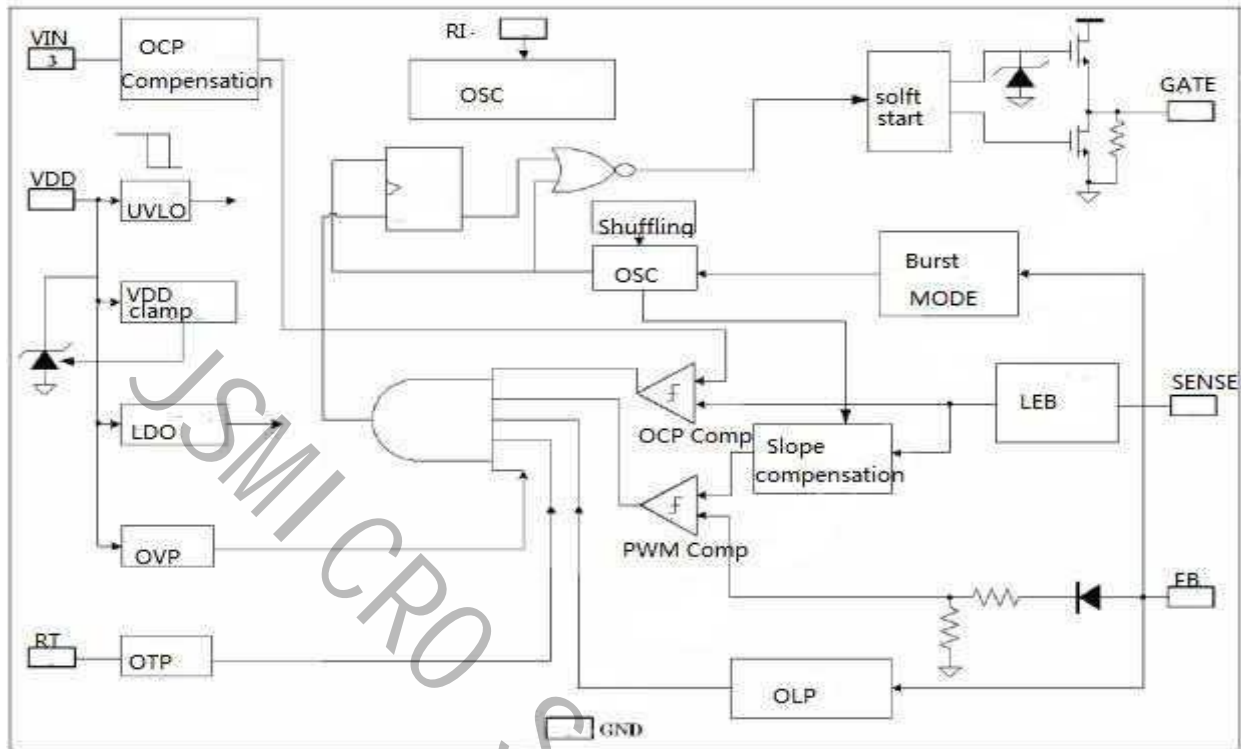 VIN
3
OCP
Compensation
RI -
OSC
solft
start
GATE
VDD
UVLO
Shuffling
OSC
Burst
MODE
VDD
clamp
LDO
OCP Comp
Slope
compensation
LEB
SENSE
OVP
PWM Comp
FB
RT
OTP
OLP
GND
JSMICRO S